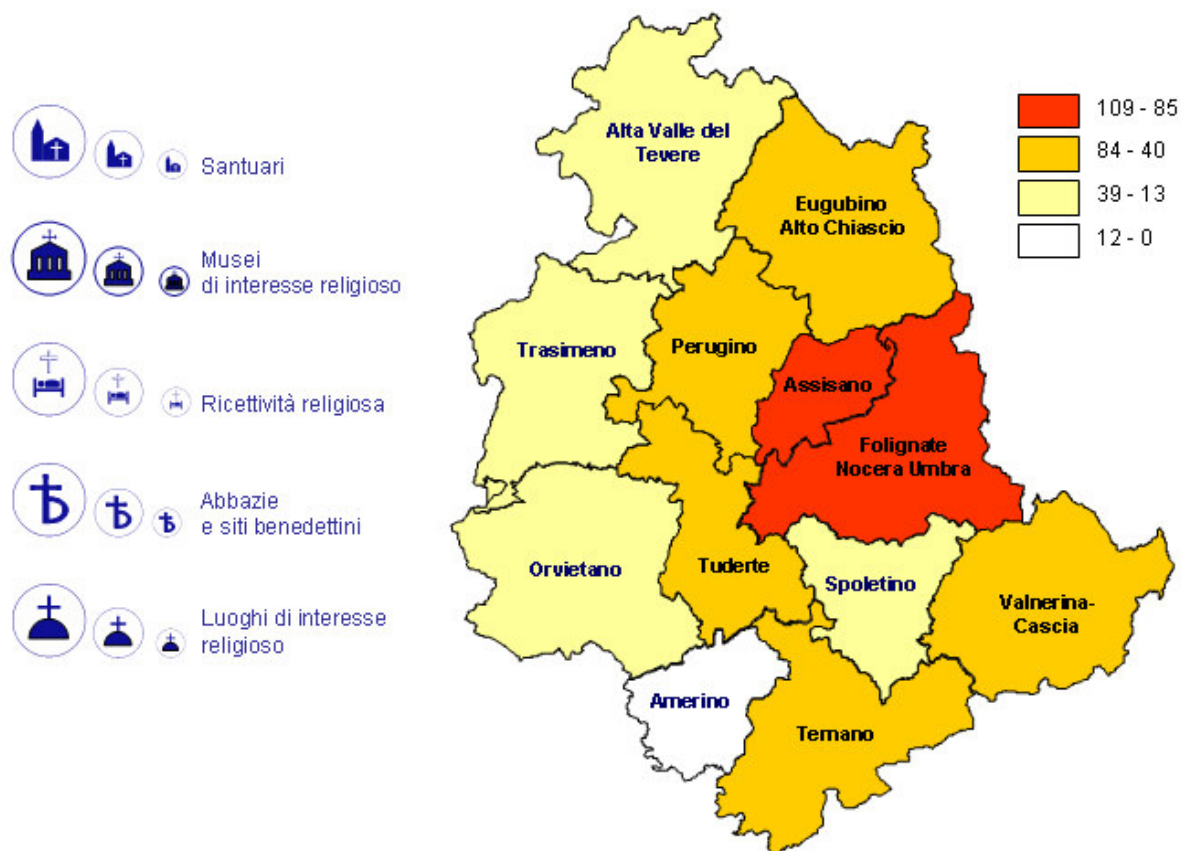 Santuari
Musei
di interesse religioso
Ricettività religiosa
Abbazie
e siti benedettini
Luoghi di interesse
religioso
Alta Valle del
Tevere
Eugubino
Alto Chiascio
Trasimeno
Perugino
Assisano
Folignate
Nocera Umbra
Orvietano
Tuderte
Spoletino
Valnerina-
Cascia
Amerino
Ternano
109 - 85
84 - 40
39 - 13
12 - 0